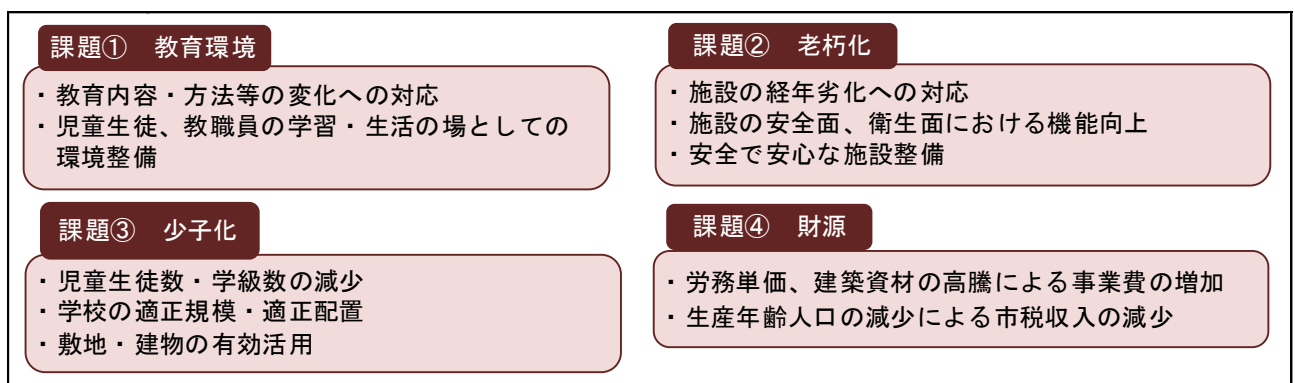 課題① 教育環境
・教育内容・方法等の変化への対応
・児童生徒、教職員の学習・生活の場としての
環境整備
課題② 老朽化
・施設の経年劣化への対応
・施設の安全面、衛生面における機能向上
・安全で安心な施設整備
課題③ 少子化
・児童生徒数・学級数の減少
・学校の適正規模・適正配置
・敷地・建物の有効活用
課題④ 財源
・労務単価、建築資材の高騰による事業費の増加
・生産年齢人口の減少による市税収入の減少